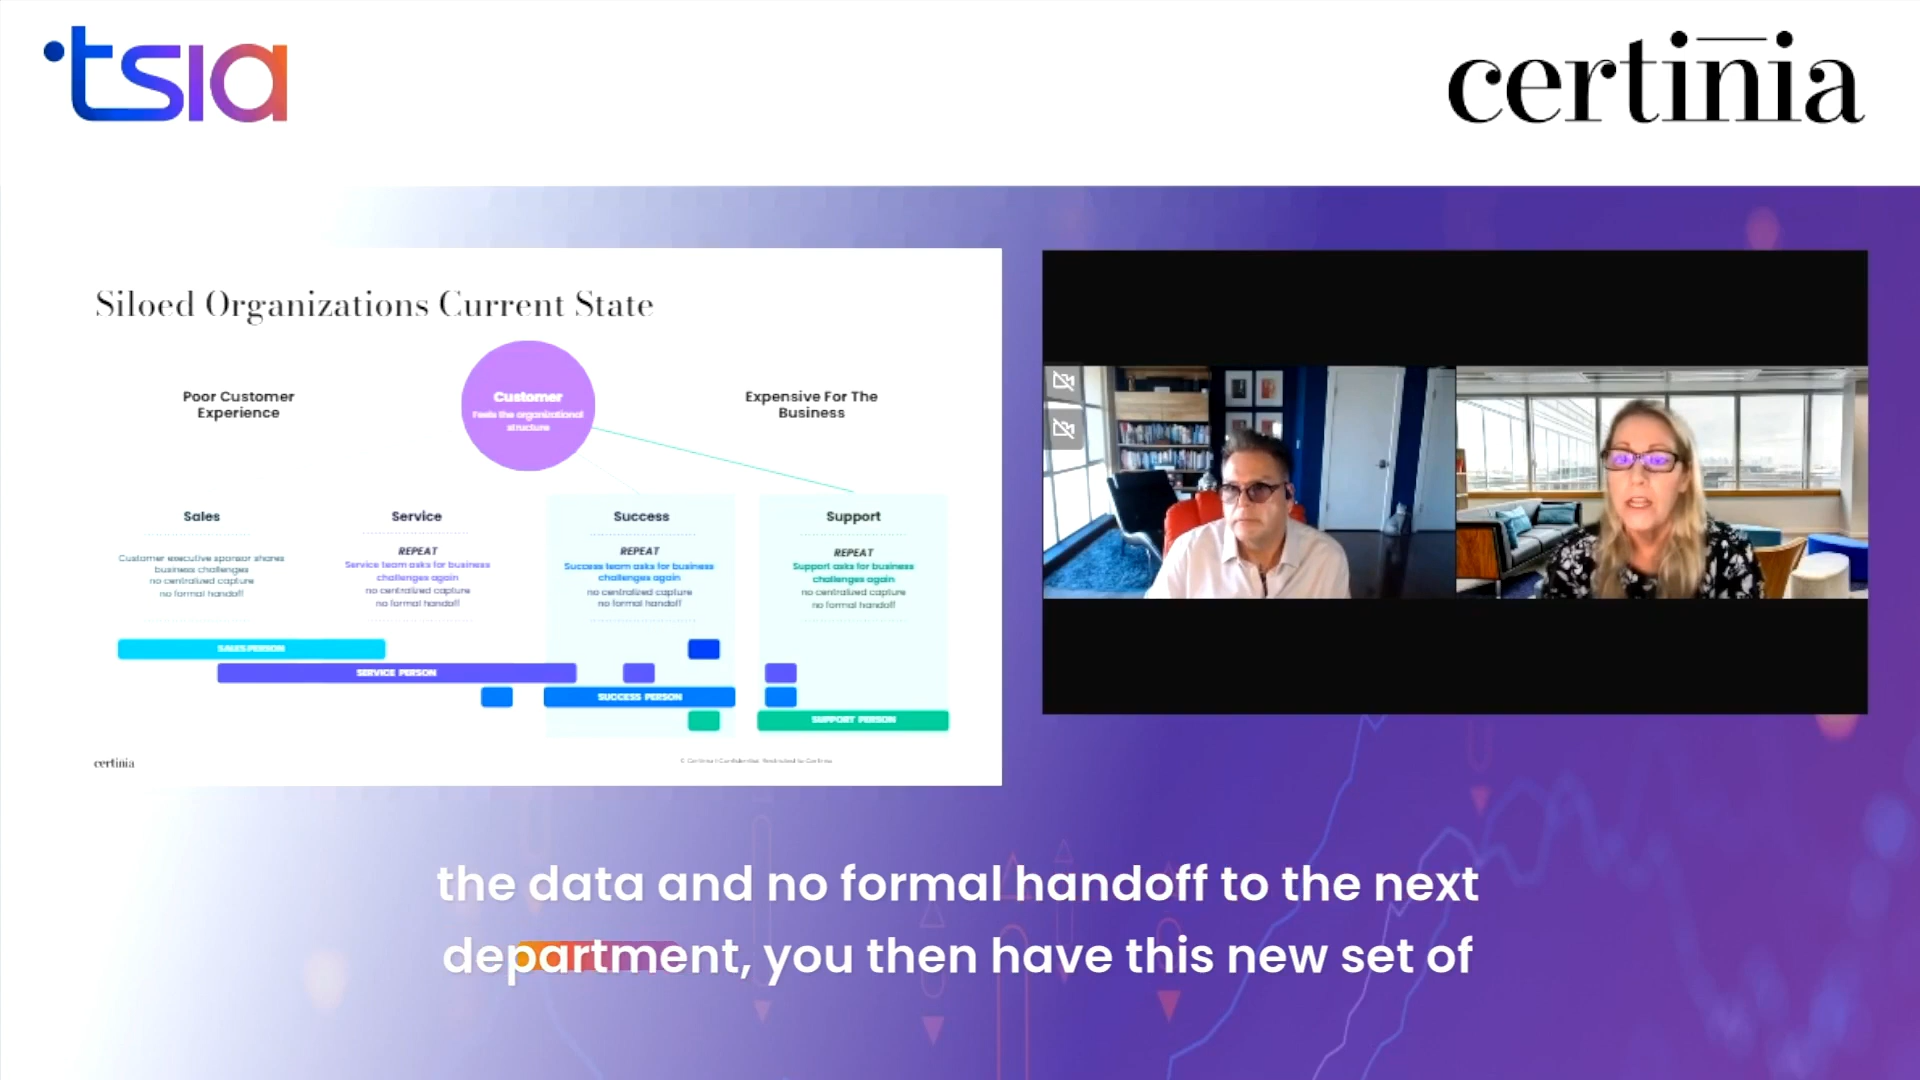 tsia
certinia
Siloed Organizations Current State
Poor Customer
Experience
Customer
Feels the organizational
structure
Expensive For The
Business
Sales
Customer executive sponsor shares
business challenges
no centralized capture
no formal handoff
Service
REPEAT
Service team asks for business
challenges again
no centralized capture
no formal handoff
Success
REPEAT
Success team asks for business
challenges again
no centralized capture
no formal handoff
Support
REPEAT
Support asks for business
challenges again
no centralized capture
no formal handoff
SALES PERSON
SERVICE PERSON
SUCCESS PERSON
SUPPORT PERSON
certinia
© Certinia | Confidential. Restricted to Certinia
the data and no formal handoff to the next
department, you then have this new set of